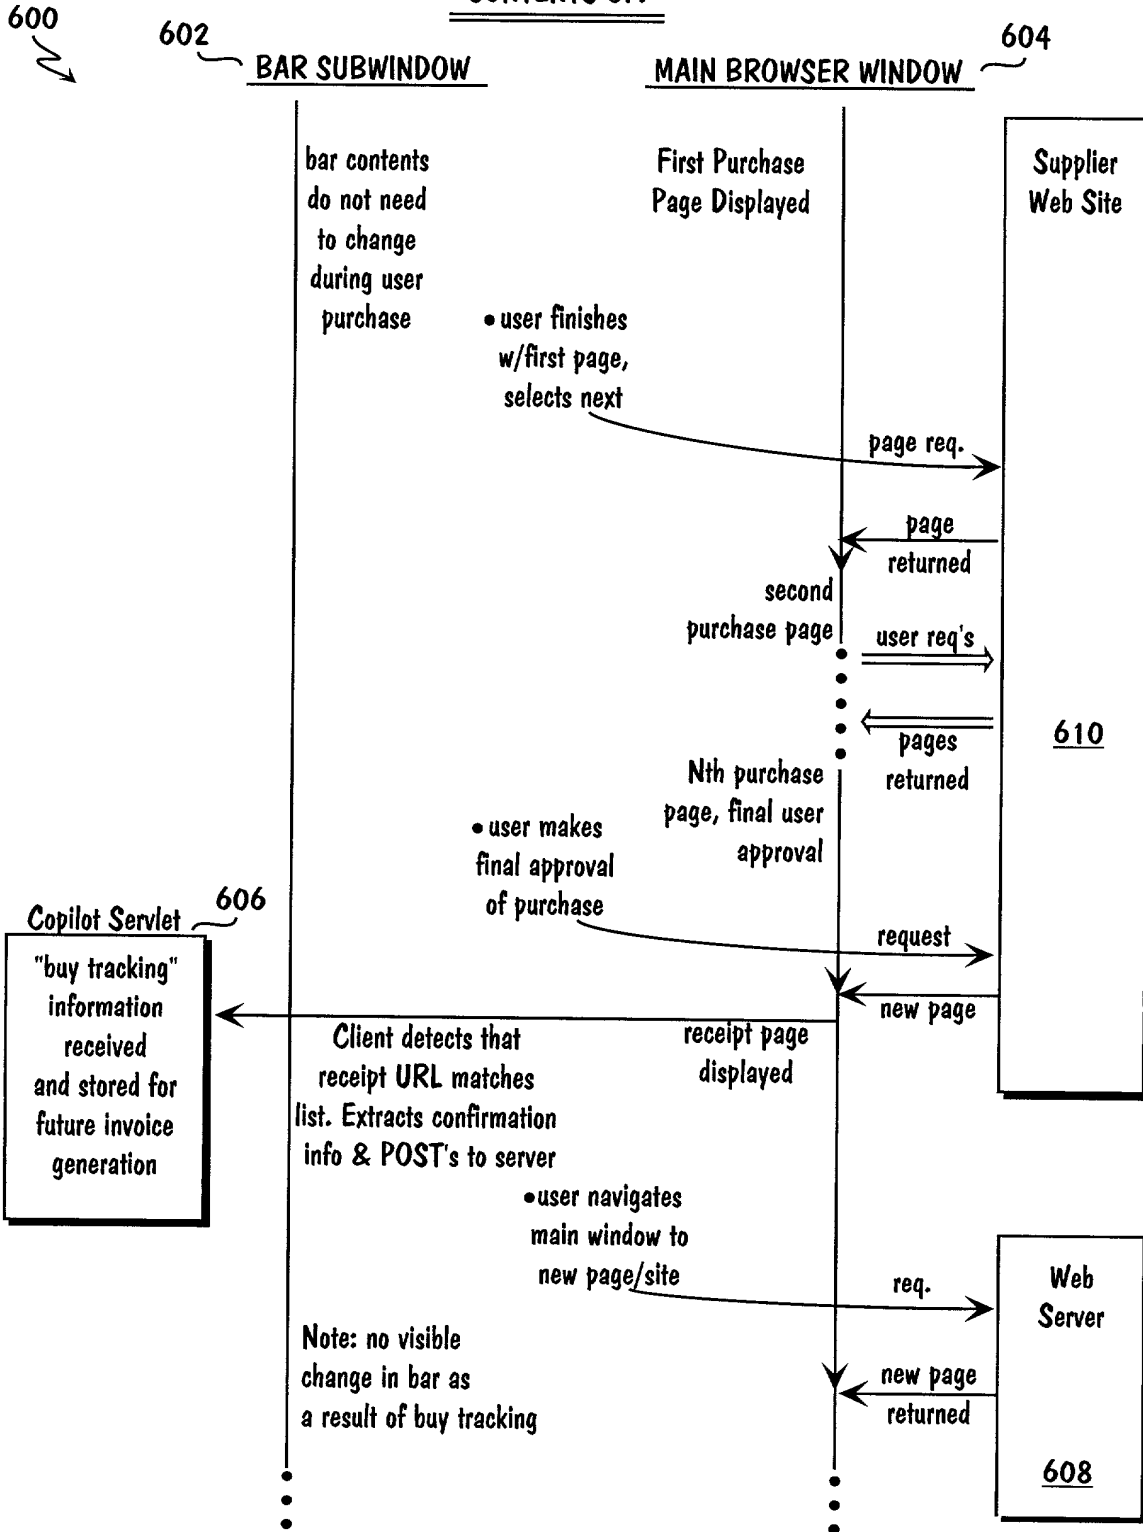 CONTENTS OF:
600
602
604
BAR SUBWINDOW
MAIN BROWSER WINDOW
bar contents
do not need
to change
during user
purchase
First Purchase
Page Displayed
Supplier
Web Site
• user finishes
w/first page,
selects next
page req.
page
returned
second
purchase page
user req's
pages
returned
610
Nth purchase
page, final user
approval
• user makes
final approval
of purchase
request
new page
606
Copilot Servlet
"buy tracking"
information
received
and stored for
future invoice
generation
receipt page
displayed
Client detects that
receipt URL matches
list. Extracts confirmation
info & POST's to server
• user navigates
main window to
new page/site
req.
Web
Server
new page
returned
608
Note: no visible
change in bar as
a result of buy tracking